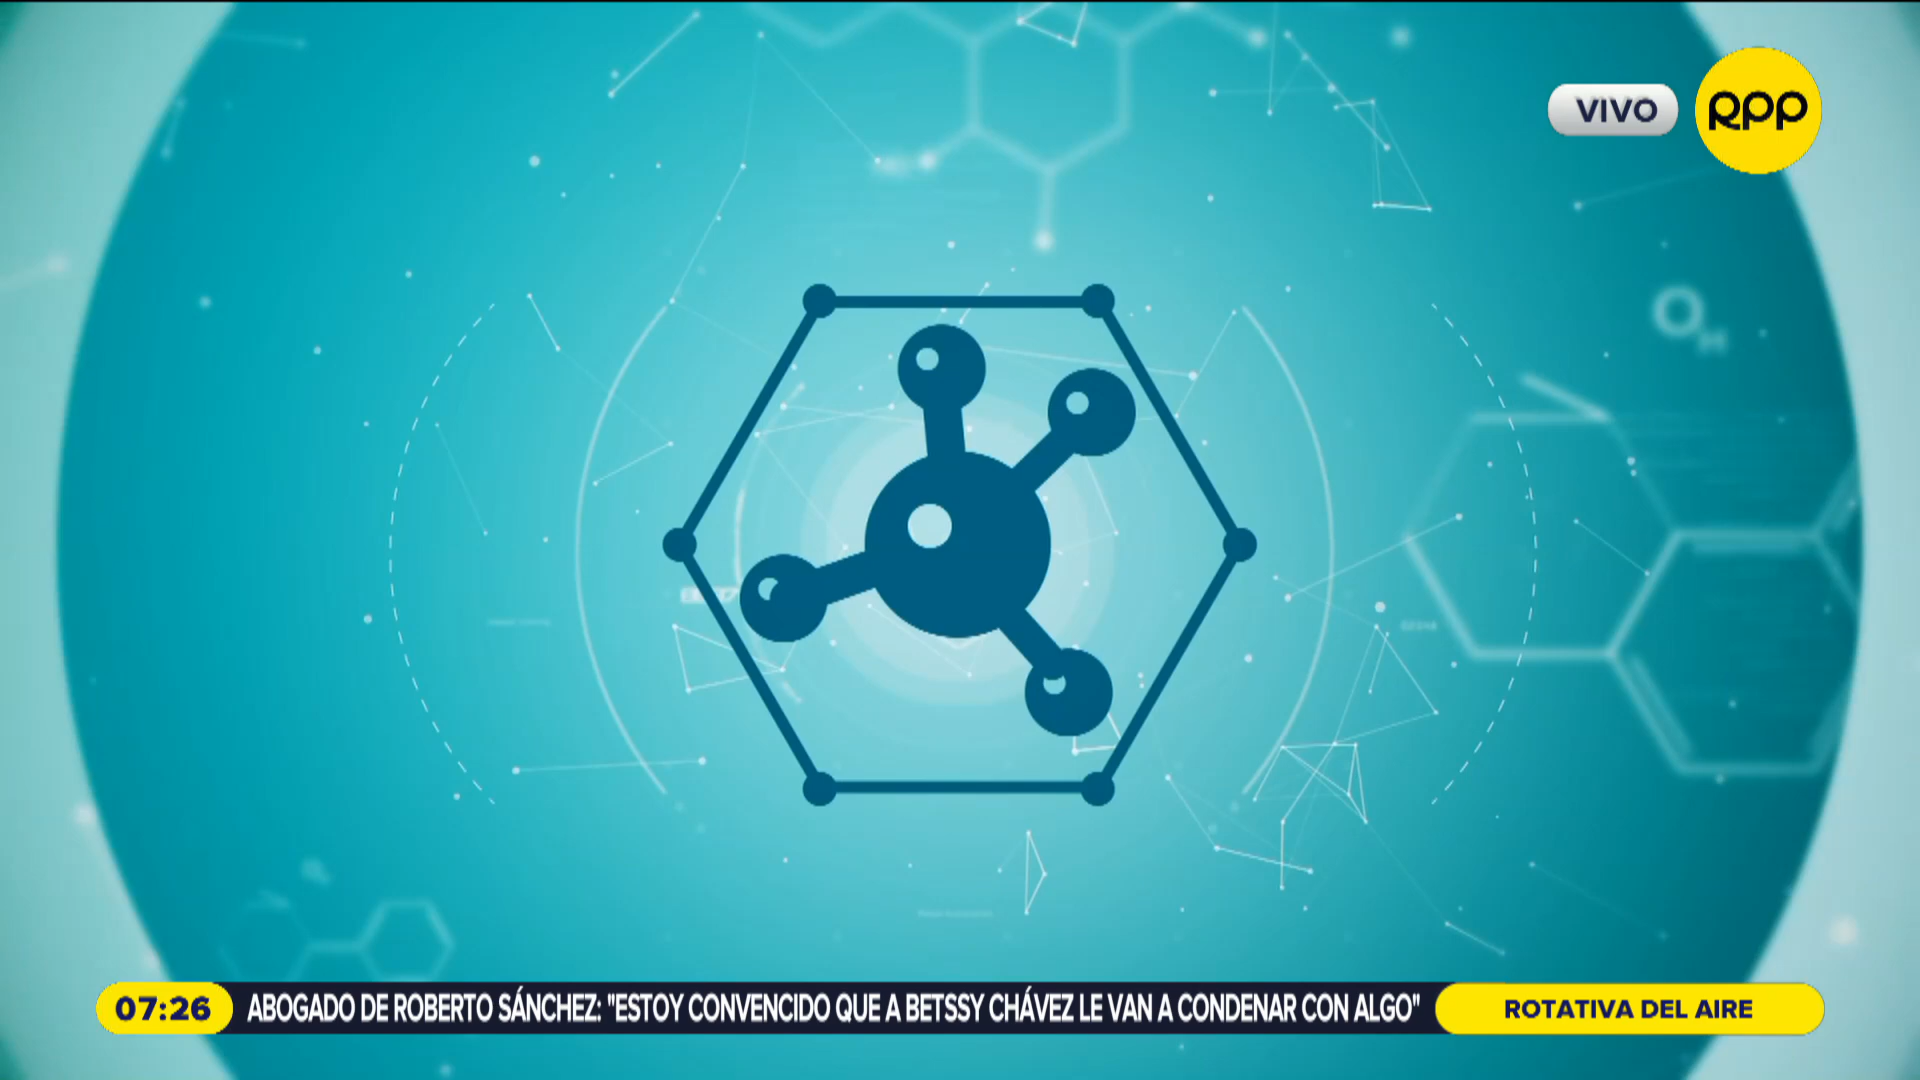 VIVO
rpp
O
H
07:26
ABOGADO DE ROBERTO SÁNCHEZ: "ESTOY CONVENCIDO QUE A BETSSY CHÁVEZ LE VAN A CONDENAR CON ALGO"
ROTATIVA DEL AIRE